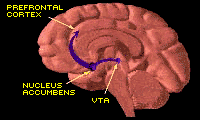 PREFRONTAL
CORTEX
NUCLEUS
ACCUMBENS
VTA